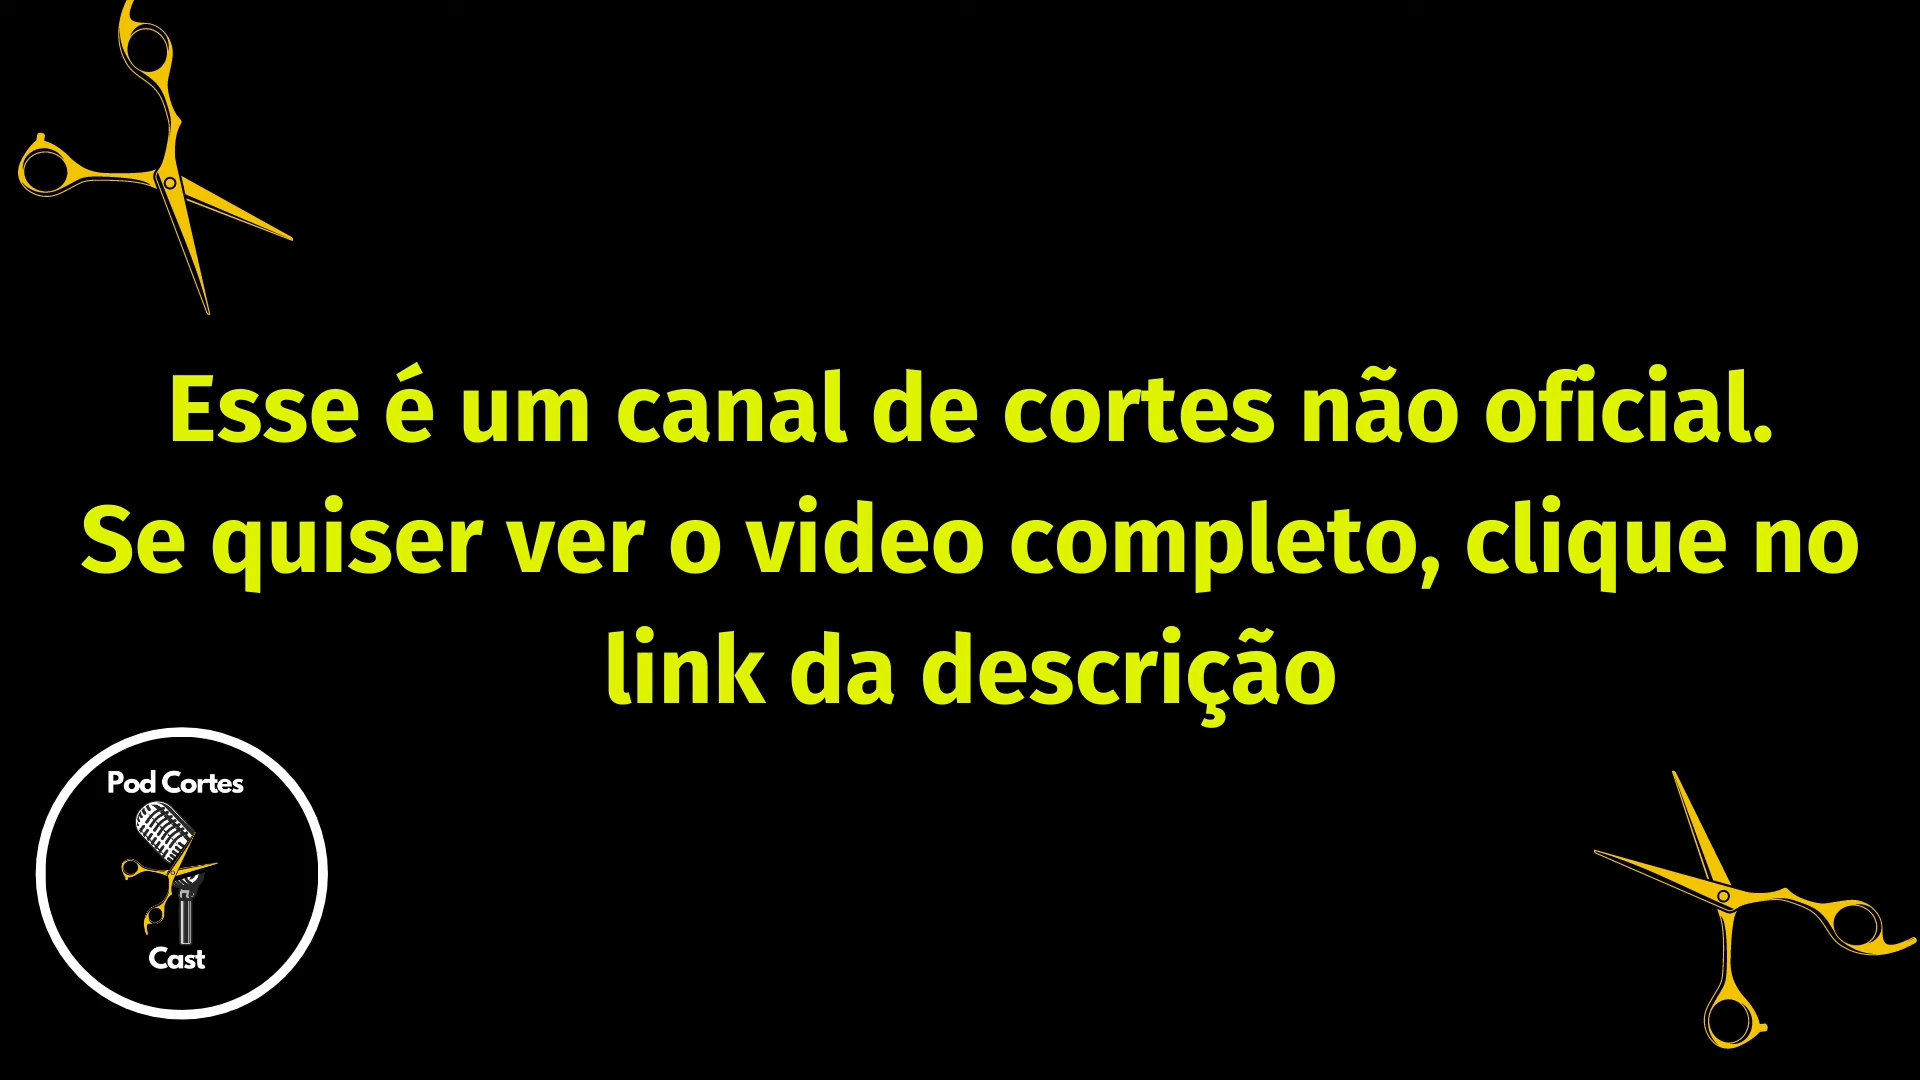 Esse é um canal de cortes não oficial.
Se quiser ver o video completo, clique no
link da descrição
Pod Cortes
Cast